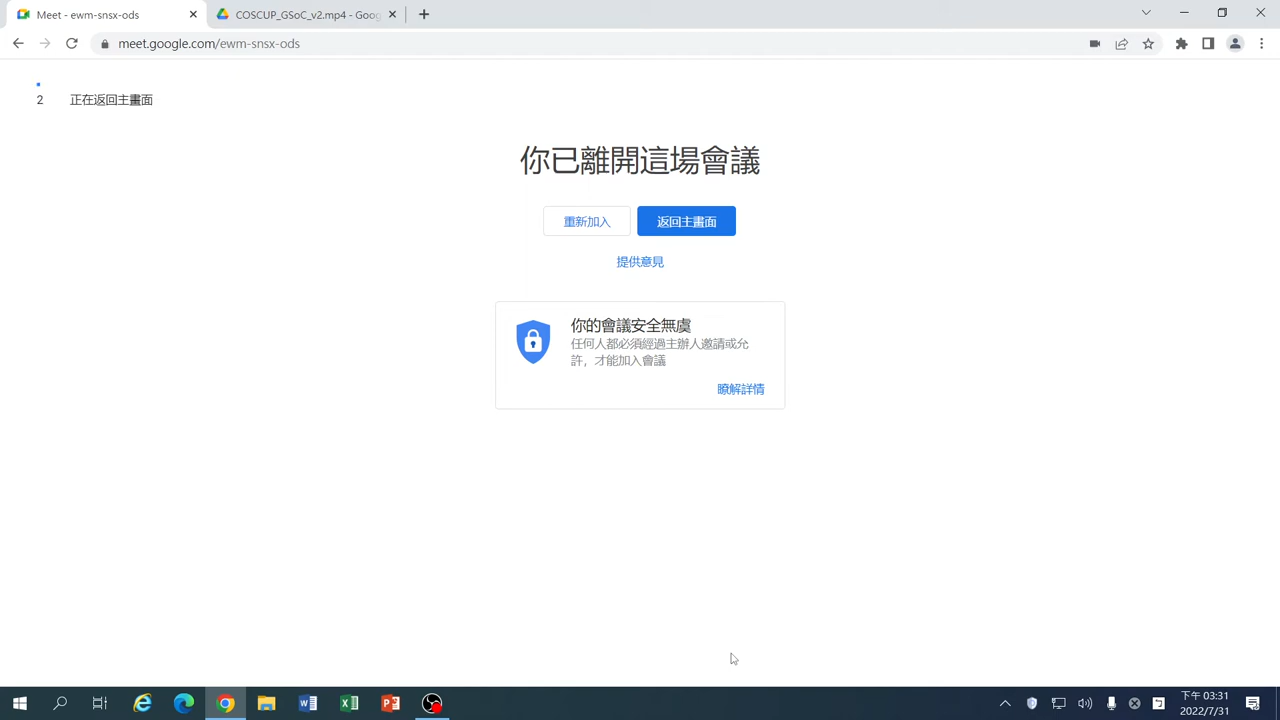 Meet - ewm-snsx-ods
COSCUP_GSoC_v2.mp4 - Goog
meet.google.com/ewm-snsx-ods
2 正在返回主畫面
你已離開這場會議
重新加入 返回主畫面
提供意見
你的會議安全無虞
任何人都必須經過主辦人邀請或允
許，才能加入會議
瞭解詳情
下午 03:31
2022/7/31